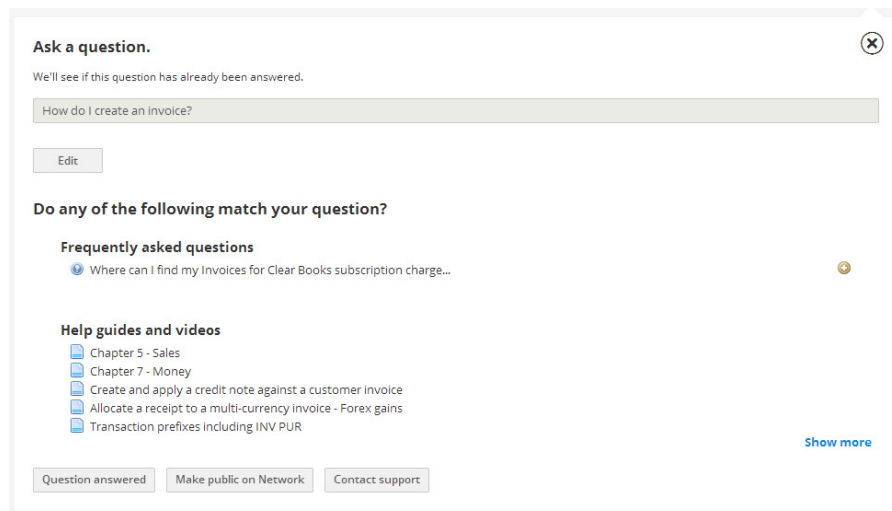 Ask a question.
We'll see if this question has already been answered.
How do I create an invoice?
Edit
Do any of the following match your question?
Frequently asked questions
Where can I find my Invoices for Clear Books subscription charge...
Help guides and videos
Chapter 5 - Sales
Chapter 7 - Money
Create and apply a credit note against a customer invoice
Allocate a receipt to a multi-currency invoice - Forex gains
Transaction prefixes including INV PUR
Show more
Question answered
Make public on Network
Contact support